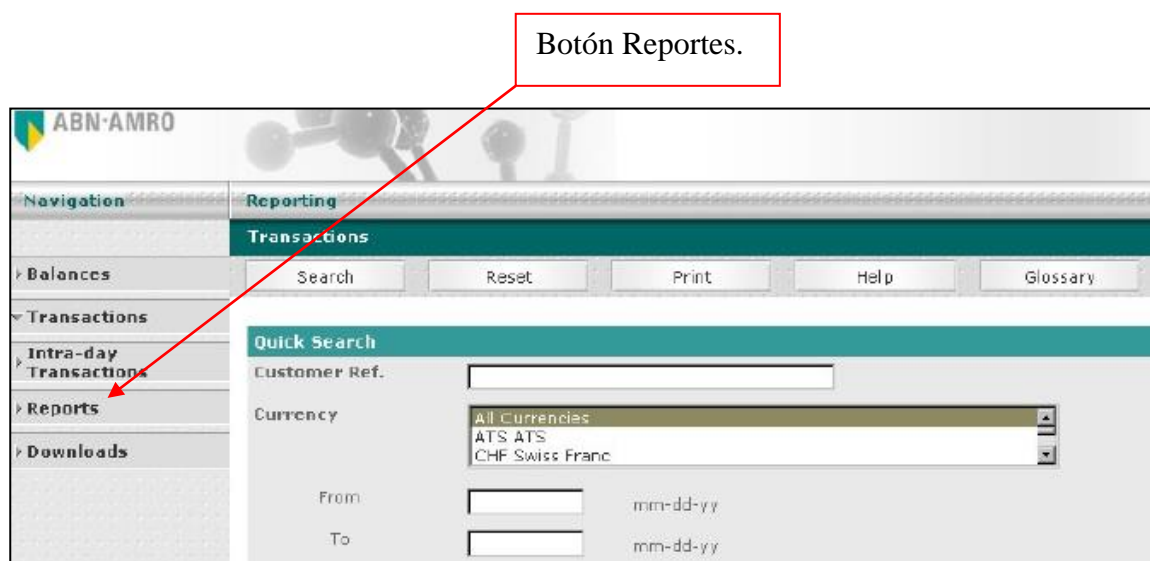 Botón Reportes.
ABN·AMRO
Navigation
Reporting
Transactions
Balances
Search
Reset
Print
Help
Glossary
Transactions
Intra-day
Transactions
Reports
Downloads
Quick Search
Customer Ref.
Currency
All Currencies
ATS ATS
CHF Swiss Franc
From
mm-dd-yy
To
mm-dd-yy